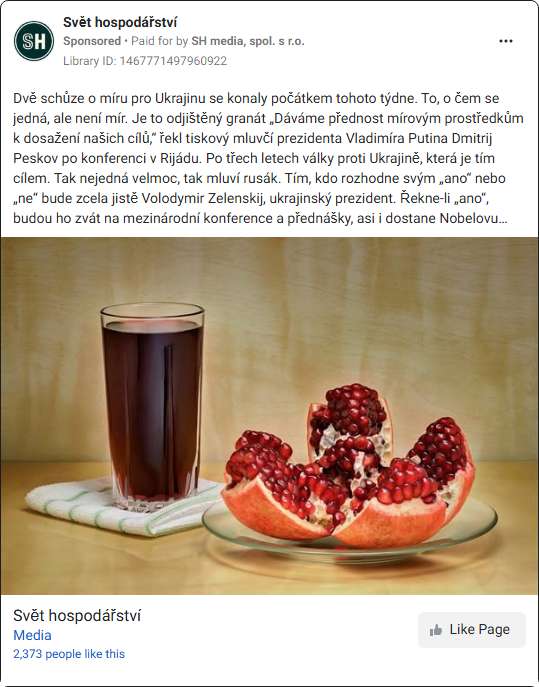 SH
Svět hospodářství
Sponsored • Paid for by SH media, spol. s r.o.
Library ID: 1467771497960922
Dvě schůze o míru pro Ukrajinu se konaly počátkem tohoto týdne. To, o čem se
jedná, ale není mír. Je to odjištěný granát „Dáváme přednost mírovým prostředkům
k dosažení našich cílů,“ řekl tiskový mluvčí prezidenta Vladimíra Putina Dmitrij
Peskov po konferenci v Rijádu. Po třech letech války proti Ukrajině, která je tím
cílem. Tak nejedná velmoc, tak mluví rusák. Tím, kdo rozhodne svým „ano“ nebo
„ne“ bude zcela jistě Volodymir Zelenskij, ukrajinský prezident. Řekne-li „ano“,
budou ho zvát na mezinárodní konference a přednášky, asi i dostane Nobelovu...
Svět hospodářství
Media
2,373 people like this
Like Page